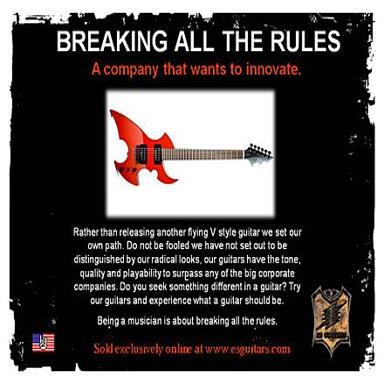 BREAKING ALL THE RULES
A company that wants to innovate.
Rather than releasing another flying V style guitar we set our
own path. Do not be fooled we have not set out to be
distinguished by our radical looks, our guitars have the tone,
quality and playability to surpass any of the big corporate
companies. Do you seek something different in a guitar? Try
our guitars and experience what a guitar should be.
Being a musician is about breaking all the rules.
Sold exclusively online at www.esguitars.com